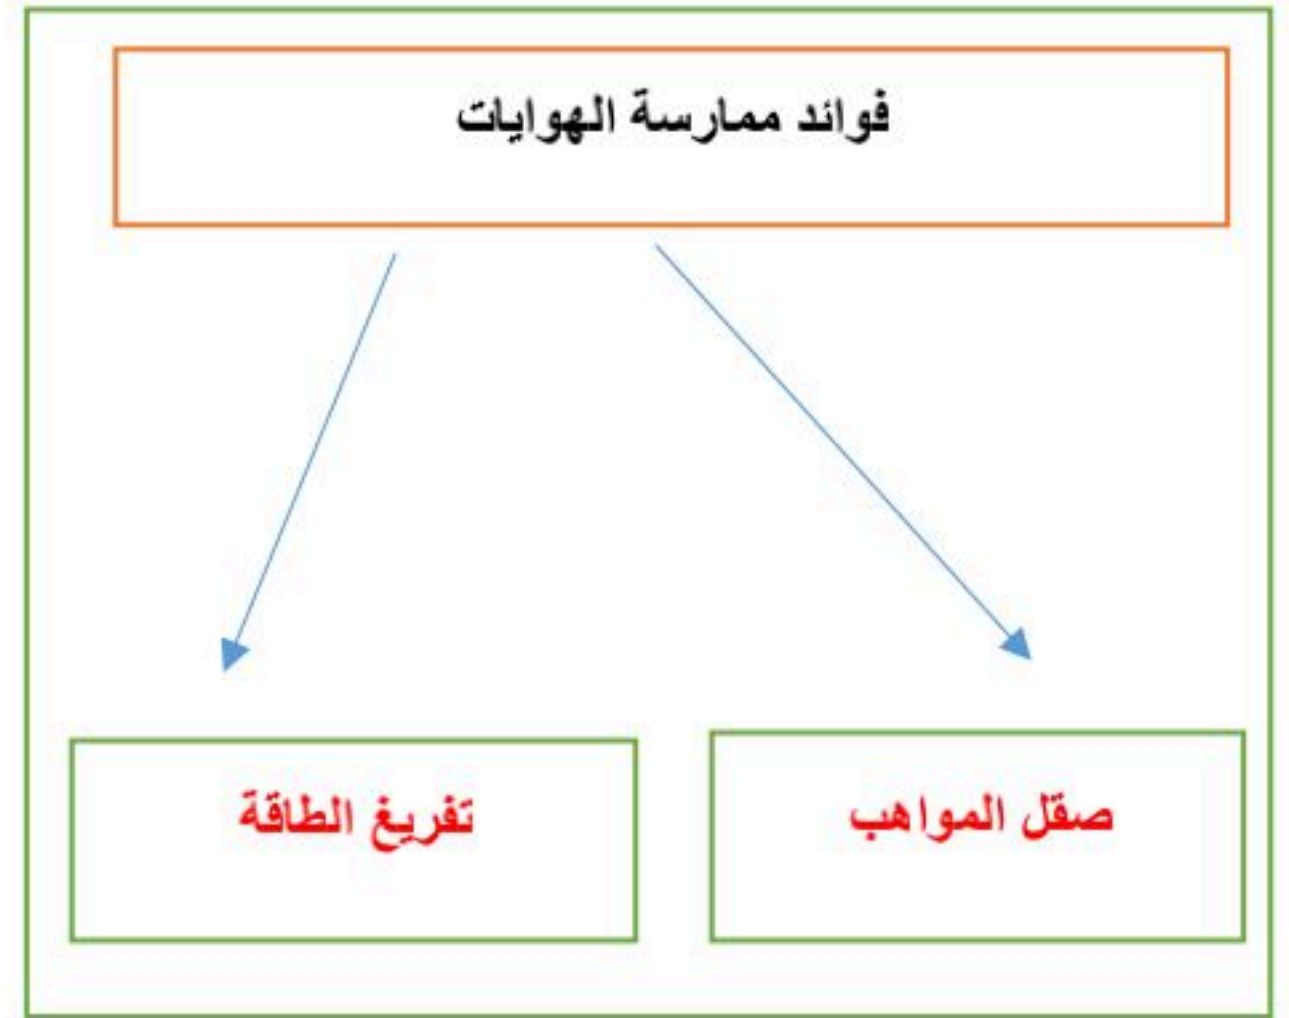 فوائد ممارسة الهوايات
صقل المواهب
تفريغ الطاقة